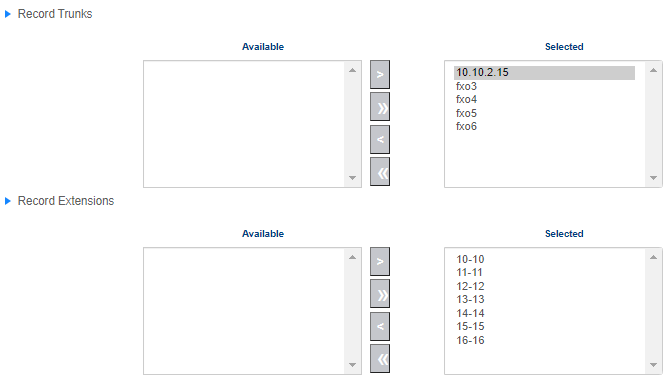 Record Trunks
Available Selected
>
»
<
«
10.10.2.15
fxo3
fxo4
fxo5
fxo6
Record Extensions
Available Selected
>
»
<
«
10-10
11-11
12-12
13-13
14-14
15-15
16-16